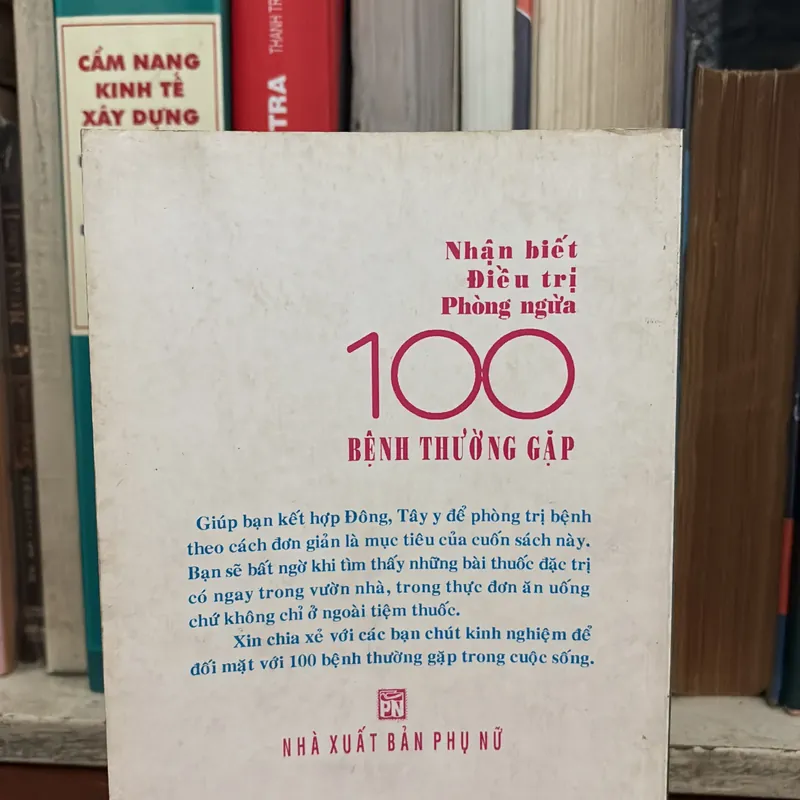 CẨM NANG
KINH TẾ
XÂY DỰNG
THANH TR
TRA
Nhận biết
Điều trị
Phòng ngừa
100
BỆNH THƯỜNG GẶP
Giúp bạn kết hợp Đông, Tây y để phòng trị bệnh
theo cách đơn giản là mục tiêu của cuốn sách này.
Bạn sẽ bất ngờ khi tìm thấy những bài thuốc đặc trị
có ngay trong vườn nhà, trong thực đơn ăn uống
chứ không chỉ ở ngoài tiệm thuốc.
Xin chia xẻ với các bạn chút kinh nghiệm để
đối mặt với 100 bệnh thường gặp trong cuộc sống.
PN
NHÀ XUẤT BẢN PHỤ NỮ